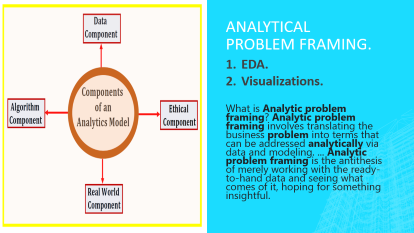 Data
Component
Components
of an
Analytics Model
Algorithm
Component
Ethical
Component
Real World
Component
ANALYTICAL
PROBLEM FRAMING.
1. EDA.
2. Visualizations.
What is Analytic problem
framing? Analytic problem
framing involves translating the
business problem into terms that
can be addressed analytically via
data and modeling. ... Analytic
problem framing is the antithesis
of merely working with the ready-
to-hand data and seeing what
comes of it, hoping for something
insightful.